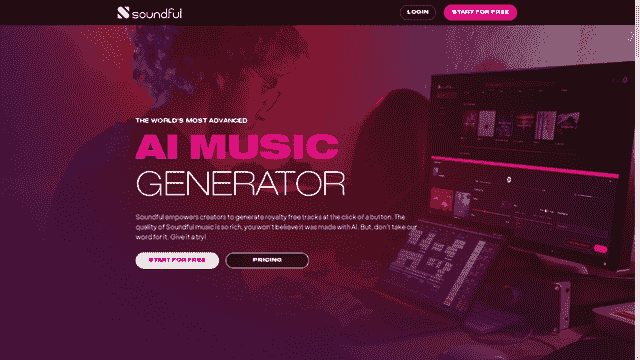 soundful
LOGIN
START FOR FREE
THE WORLD'S MOST ADVANCED
AI MUSIC
GENERATOR
Soundful empowers creators to generate royalty free tracks at the click of a button. The
quality of Soundful music is so rich, you won't believe it was made with AI. But, don't take our
word for it. Give it a try!
START FOR FREE
PRICING